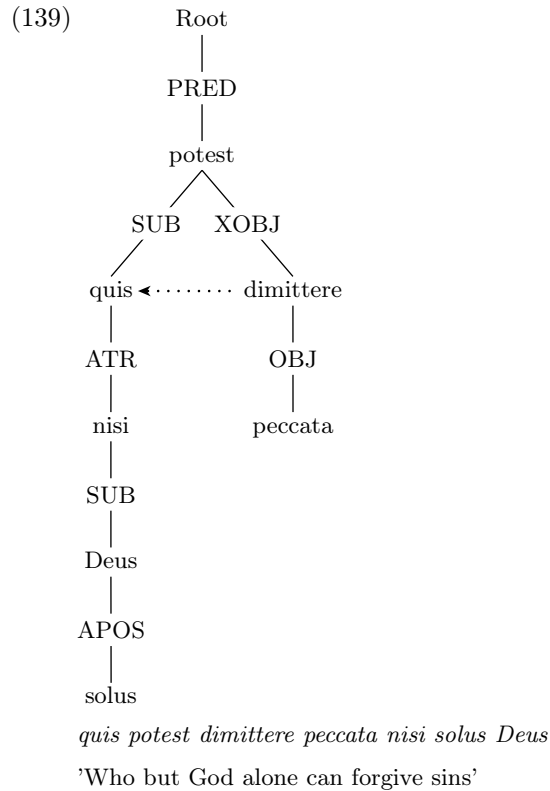 (139) Root
PRED
potest
SUB XOBJ
quis dimittere
ATR OBJ
nisi peccata
SUB
Deus
APOS
solus
quis potest dimittere peccata nisi solus Deus
'Who but God alone can forgive sins'